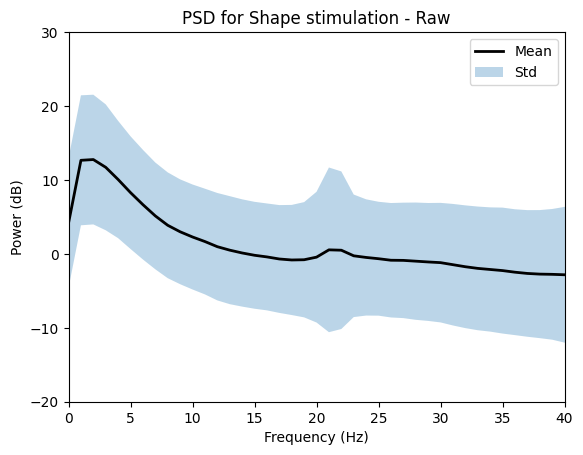 PSD for Shape stimulation - Raw
30
20
10
0
−10
−20
Power (dB)
Mean
Std
0 5 10 15 20 25 30 35 40
Frequency (Hz)